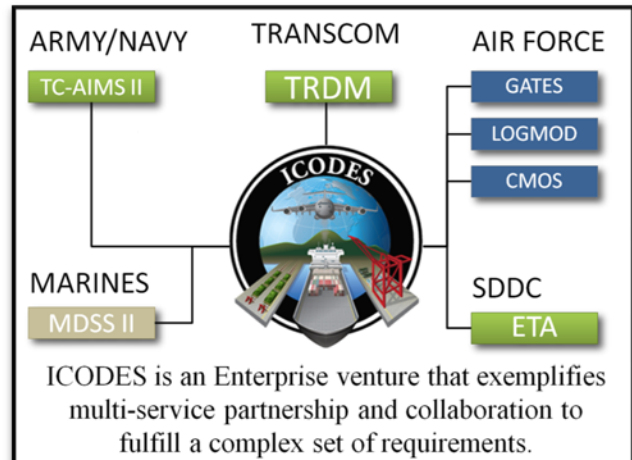 ARMY/NAVY
TC-AIMS II
TRANSCOM
TRDM
AIR FORCE
GATES
LOGMOD
CMOS
ICODES
MARINES
MDSS II
SDDC
ETA
ICODES is an Enterprise venture that exemplifies
multi-service partnership and collaboration to
fulfill a complex set of requirements.